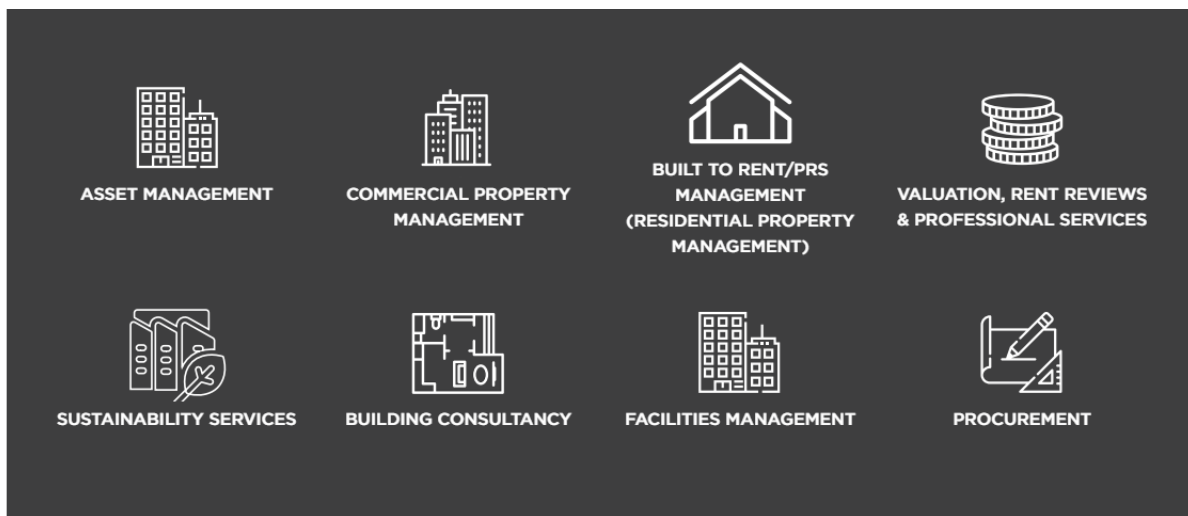 ASSET MANAGEMENT
COMMERCIAL PROPERTY
MANAGEMENT
BUILT TO RENT/PRS
MANAGEMENT
(RESIDENTIAL PROPERTY
MANAGEMENT)
VALUATION, RENT REVIEWS
& PROFESSIONAL SERVICES
SUSTAINABILITY SERVICES
BUILDING CONSULTANCY
FACILITIES MANAGEMENT
PROCUREMENT